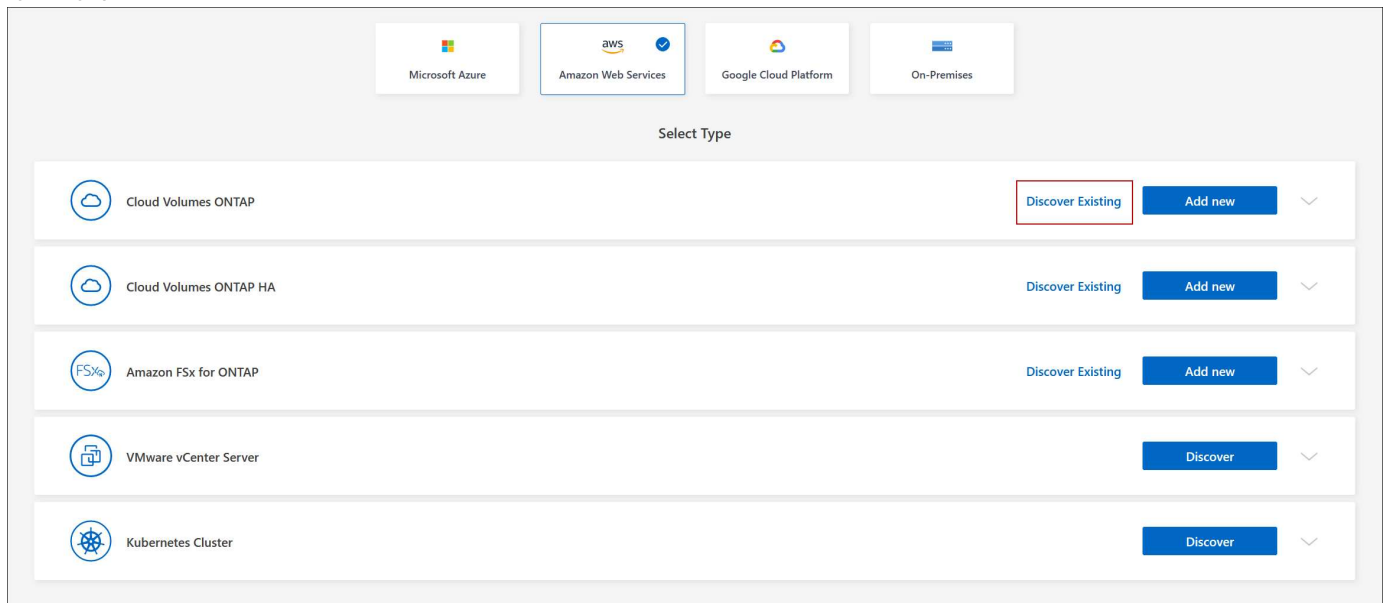 aws
Microsoft Azure
Amazon Web Services
Google Cloud Platform
On-Premises
Select Type
Cloud Volumes ONTAP
Discover Existing
Add new
Cloud Volumes ONTAP HA
Discover Existing
Add new
FSx
Amazon FSx for ONTAP
Discover Existing
Add new
VMware vCenter Server
Discover
Kubernetes Cluster
Discover